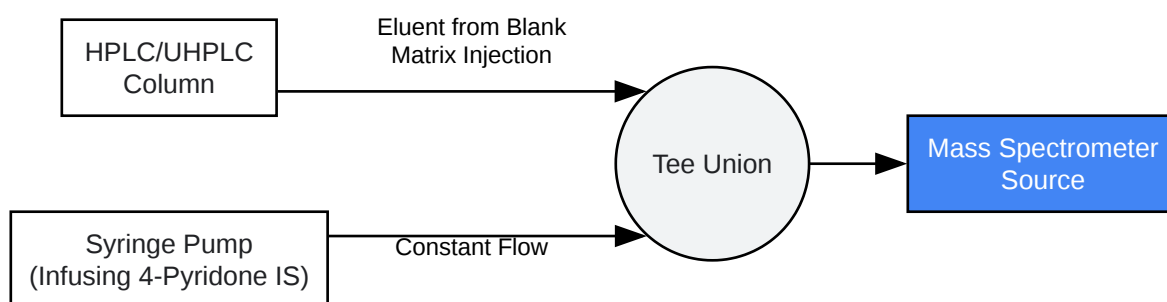 HPLC/UHPLC
Column
Eluent from Blank
Matrix Injection
Tee Union
Mass Spectrometer
Source
Syringe Pump
(Infusing 4-Pyridone IS)
Constant Flow